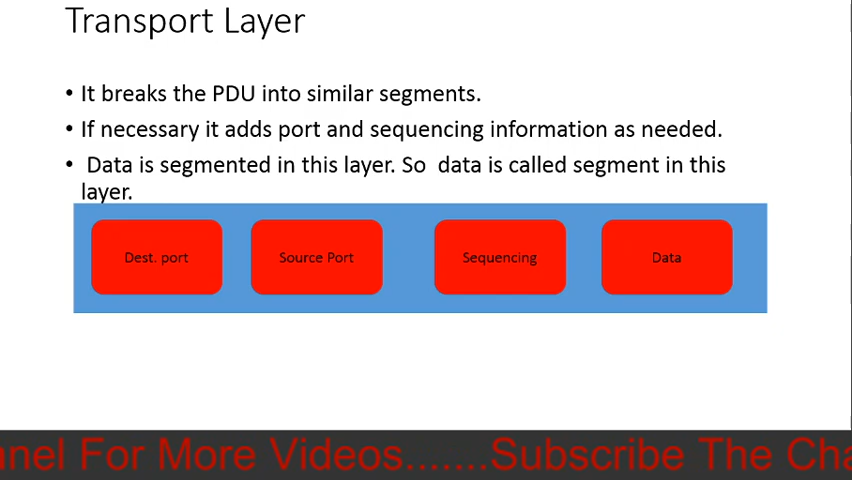 Transport Layer
• It breaks the PDU into similar segments.
• If necessary it adds port and sequencing information as needed.
• Data is segmented in this layer. So data is called segment in this
layer.
Dest. port Source Port Sequencing Data
nnel For More Videos.......Subscribe The Cha